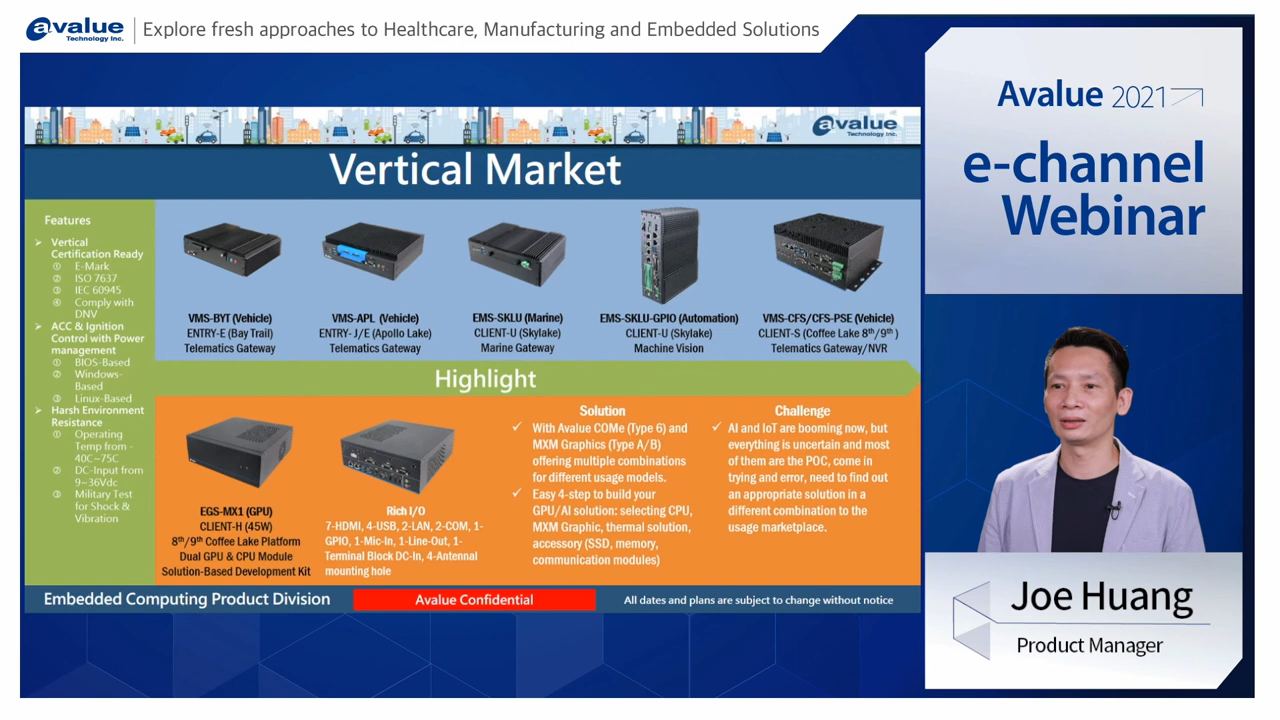 avalue
Technology Inc.
Explore fresh approaches to Healthcare, Manufacturing and Embedded Solutions
avalue
Technology Inc.
Vertical Market
Features
➢ Vertical
Certification Ready
① E-Mark
② ISO 7637
③ IEC 60945
④ Comply with
DNV
➢ ACC & Ignition
Control with Power
management
① BIOS-Based
② Windows-
Based
③ Linux-Based
➢ Harsh Environment
Resistance
① Operating
Temp from -
40C~75C
② DC-Input from
9~36Vdc
③ Military Test
for Shock &
Vibration
VMS-BYT (Vehicle)
ENTRY-E (Bay Trail)
Telematics Gateway
VMS-APL (Vehicle)
ENTRY- J/E (Apollo Lake)
Telematics Gateway
EMS-SKLU (Marine)
CLIENT-U (Skylake)
Marine Gateway
EMS-SKLU-GPIO (Automation)
CLIENT-U (Skylake)
Machine Vision
VMS-CFS/CFS-PSE (Vehicle)
CLIENT-S (Coffee Lake 8th/9th )
Telematics Gateway/NVR
Highlight
EGS-MX1 (GPU)
CLIENT-H (45W)
8th/9th Coffee Lake Platform
Dual GPU & CPU Module
Solution-Based Development Kit
Rich I/O
7-HDMI, 4-USB, 2-LAN, 2-COM, 1-
GPIO, 1-Mic-In, 1-Line-Out, 1-
Terminal Block DC-In, 4-Antennal
mounting hole
Solution
✓ With Avalue COMe (Type 6) and
MXM Graphics (Type A/B)
offering multiple combinations
for different usage models.
✓ Easy 4-step to build your
GPU/AI solution: selecting CPU,
MXM Graphic, thermal solution,
accessory (SSD, memory,
communication modules)
Challenge
✓ AI and IoT are booming now, but
everything is uncertain and most
of them are the POC, come in
trying and error, need to find out
an appropriate solution in a
different combination to the
usage marketplace.
Embedded Computing Product Division
Avalue Confidential
All dates and plans are subject to change without notice
Avalue 2021
e-channel
Webinar
Joe Huang
Product Manager